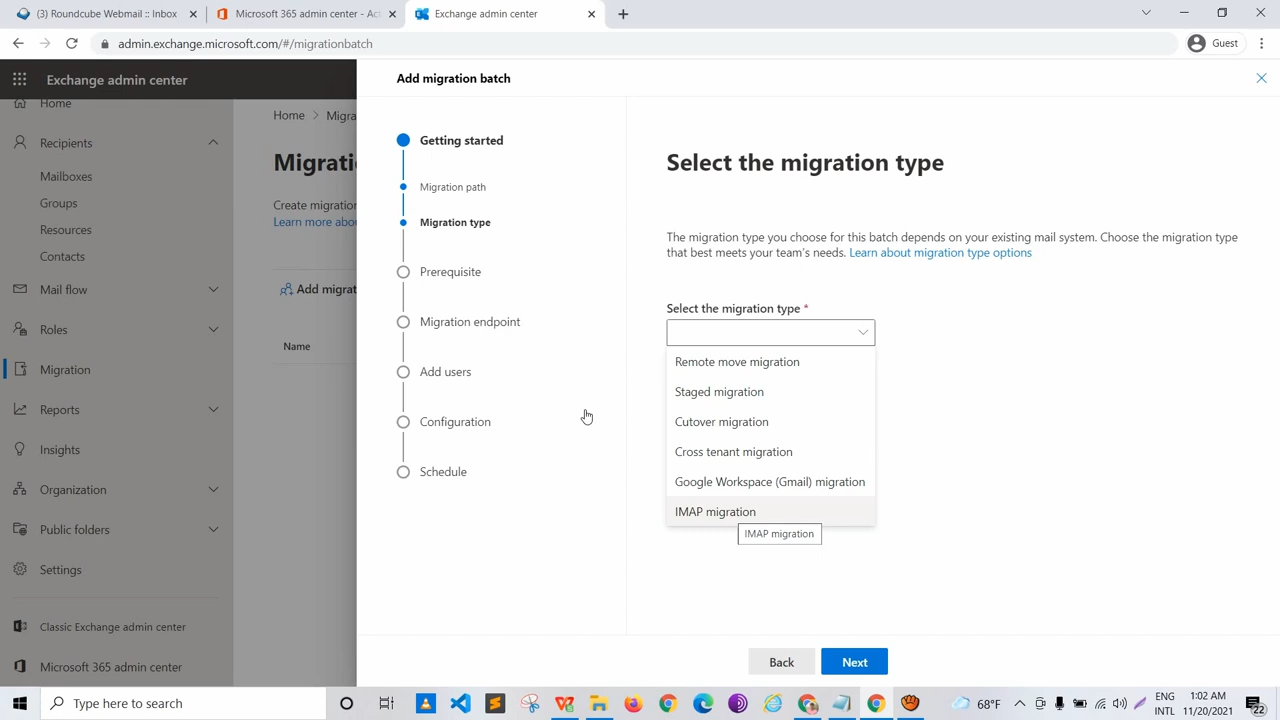 (3) Roundcube Webmail :: Inbox
Microsoft 365 admin center - Ac
Exchange admin center
admin.exchange.microsoft.com/#/migrationbatch
Guest
Exchange admin center
Add migration batch
Home
Recipients
Mailboxes
Groups
Resources
Contacts
Mail flow
Roles
Migration
Reports
Insights
Organization
Public folders
Settings
Classic Exchange admin center
Microsoft 365 admin center
Home > Migra
Migrati
Create migration
Learn more abou
Add migrat
Name
Getting started
Migration path
Migration type
Prerequisite
Migration endpoint
Add users
Configuration
Schedule
Select the migration type
The migration type you choose for this batch depends on your existing mail system. Choose the migration type
that best meets your team's needs. Learn about migration type options
Select the migration type *
Remote move migration
Staged migration
Cutover migration
Cross tenant migration
Google Workspace (Gmail) migration
IMAP migration
IMAP migration
Back
Next
Type here to search
68°F
ENG
INTL
1:02 AM
11/20/2021
22